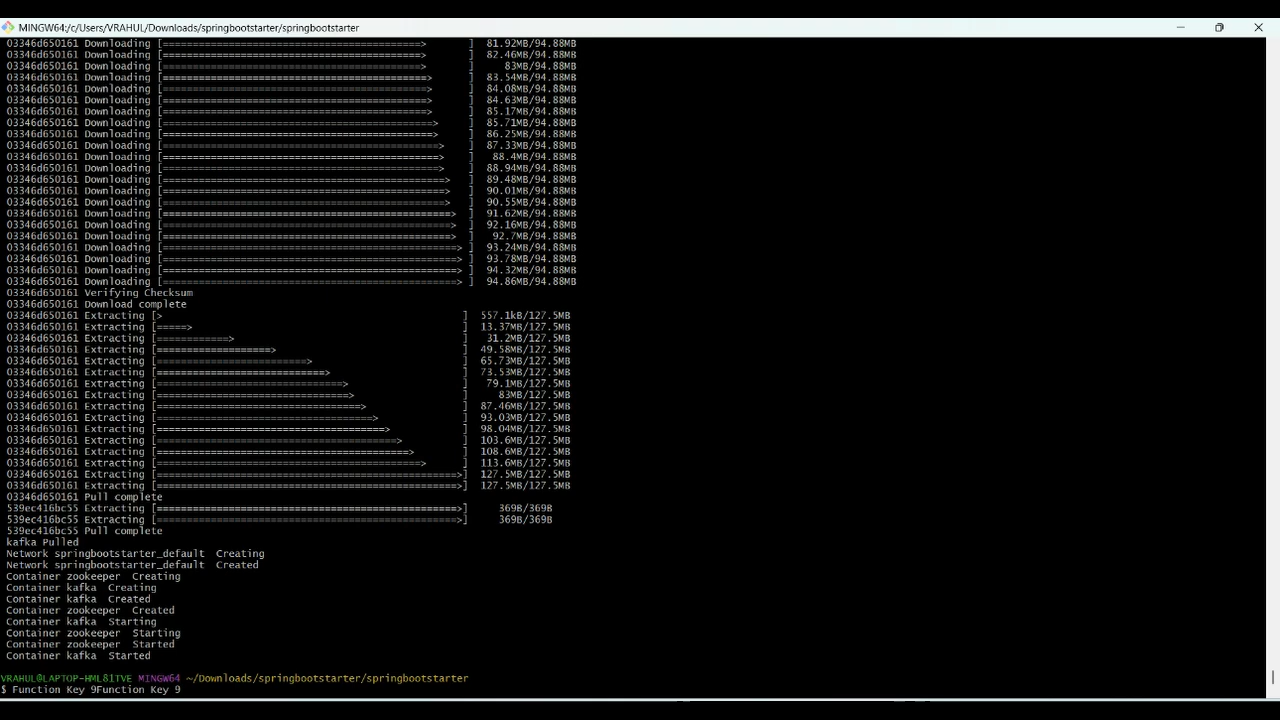 MINGW64:/c/Users/VRAHUL/Downloads/springbootstarter/springbootstarter
03346d650161 Downloading [============================================>       ] 81.92MB/94.88MB
03346d650161 Downloading [============================================>       ] 82.46MB/94.88MB
03346d650161 Downloading [============================================>       ] 83MB/94.88MB
03346d650161 Downloading [=============================================>      ] 83.54MB/94.88MB
03346d650161 Downloading [=============================================>      ] 84.08MB/94.88MB
03346d650161 Downloading [=============================================>      ] 84.63MB/94.88MB
03346d650161 Downloading [=============================================>      ] 85.17MB/94.88MB
03346d650161 Downloading [==============================================>     ] 85.71MB/94.88MB
03346d650161 Downloading [==============================================>     ] 86.25MB/94.88MB
03346d650161 Downloading [===============================================>    ] 87.33MB/94.88MB
03346d650161 Downloading [===============================================>    ] 88.4MB/94.88MB
03346d650161 Downloading [===============================================>    ] 88.94MB/94.88MB
03346d650161 Downloading [================================================>   ] 89.48MB/94.88MB
03346d650161 Downloading [================================================>   ] 90.01MB/94.88MB
03346d650161 Downloading [================================================>   ] 90.55MB/94.88MB
03346d650161 Downloading [=================================================>  ] 91.62MB/94.88MB
03346d650161 Downloading [=================================================>  ] 92.16MB/94.88MB
03346d650161 Downloading [=================================================>  ] 92.7MB/94.88MB
03346d650161 Downloading [==================================================> ] 93.24MB/94.88MB
03346d650161 Downloading [==================================================> ] 93.78MB/94.88MB
03346d650161 Downloading [==================================================> ] 94.32MB/94.88MB
03346d650161 Downloading [==================================================> ] 94.86MB/94.88MB
03346d650161 Verifying Checksum
03346d650161 Download complete
03346d650161 Extracting [>                                                  ] 557.1kB/127.5MB
03346d650161 Extracting [=====>                                             ] 13.37MB/127.5MB
03346d650161 Extracting [============>                                      ] 31.2MB/127.5MB
03346d650161 Extracting [===================>                               ] 49.58MB/127.5MB
03346d650161 Extracting [=========================>                         ] 65.73MB/127.5MB
03346d650161 Extracting [============================>                      ] 73.53MB/127.5MB
03346d650161 Extracting [===============================>                   ] 79.1MB/127.5MB
03346d650161 Extracting [================================>                  ] 83MB/127.5MB
03346d650161 Extracting [==================================>                ] 87.46MB/127.5MB
03346d650161 Extracting [====================================>              ] 93.03MB/127.5MB
03346d650161 Extracting [======================================>            ] 98.04MB/127.5MB
03346d650161 Extracting [========================================>          ] 103.6MB/127.5MB
03346d650161 Extracting [==========================================>        ] 108.6MB/127.5MB
03346d650161 Extracting [============================================>      ] 113.6MB/127.5MB
03346d650161 Extracting [==================================================>] 127.5MB/127.5MB
03346d650161 Extracting [==================================================>] 127.5MB/127.5MB
03346d650161 Pull complete
539ec416bc55 Extracting [==================================================>] 369B/369B
539ec416bc55 Extracting [==================================================>] 369B/369B
539ec416bc55 Pull complete
kafka Pulled
Network springbootstarter_default  Creating
Network springbootstarter_default  Created
Container zookeeper  Creating
Container kafka  Creating
Container kafka  Created
Container zookeeper  Created
Container kafka  Starting
Container zookeeper  Starting
Container zookeeper  Started
Container kafka  Started
VRAHUL@LAPTOP-HML81TVE MINGW64 ~/Downloads/springbootstarter/springbootstarter
$ Function Key 9Function Key 9